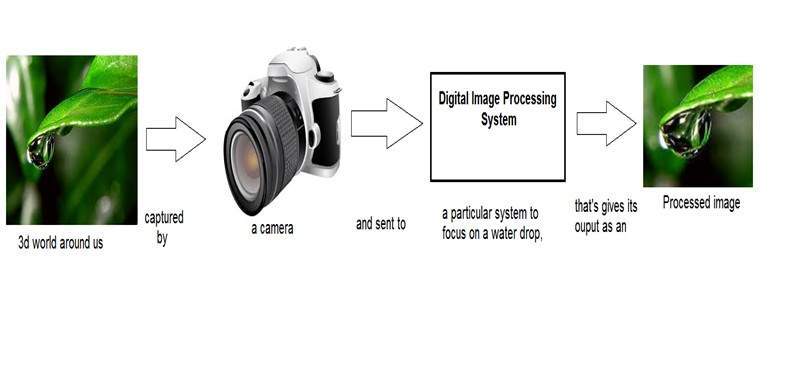 Digital Image Processing
System
3d world around us
captured
by
a camera
and sent to
a particular system to
focus on a water drop,
that's gives its
ouput as an
Processed image